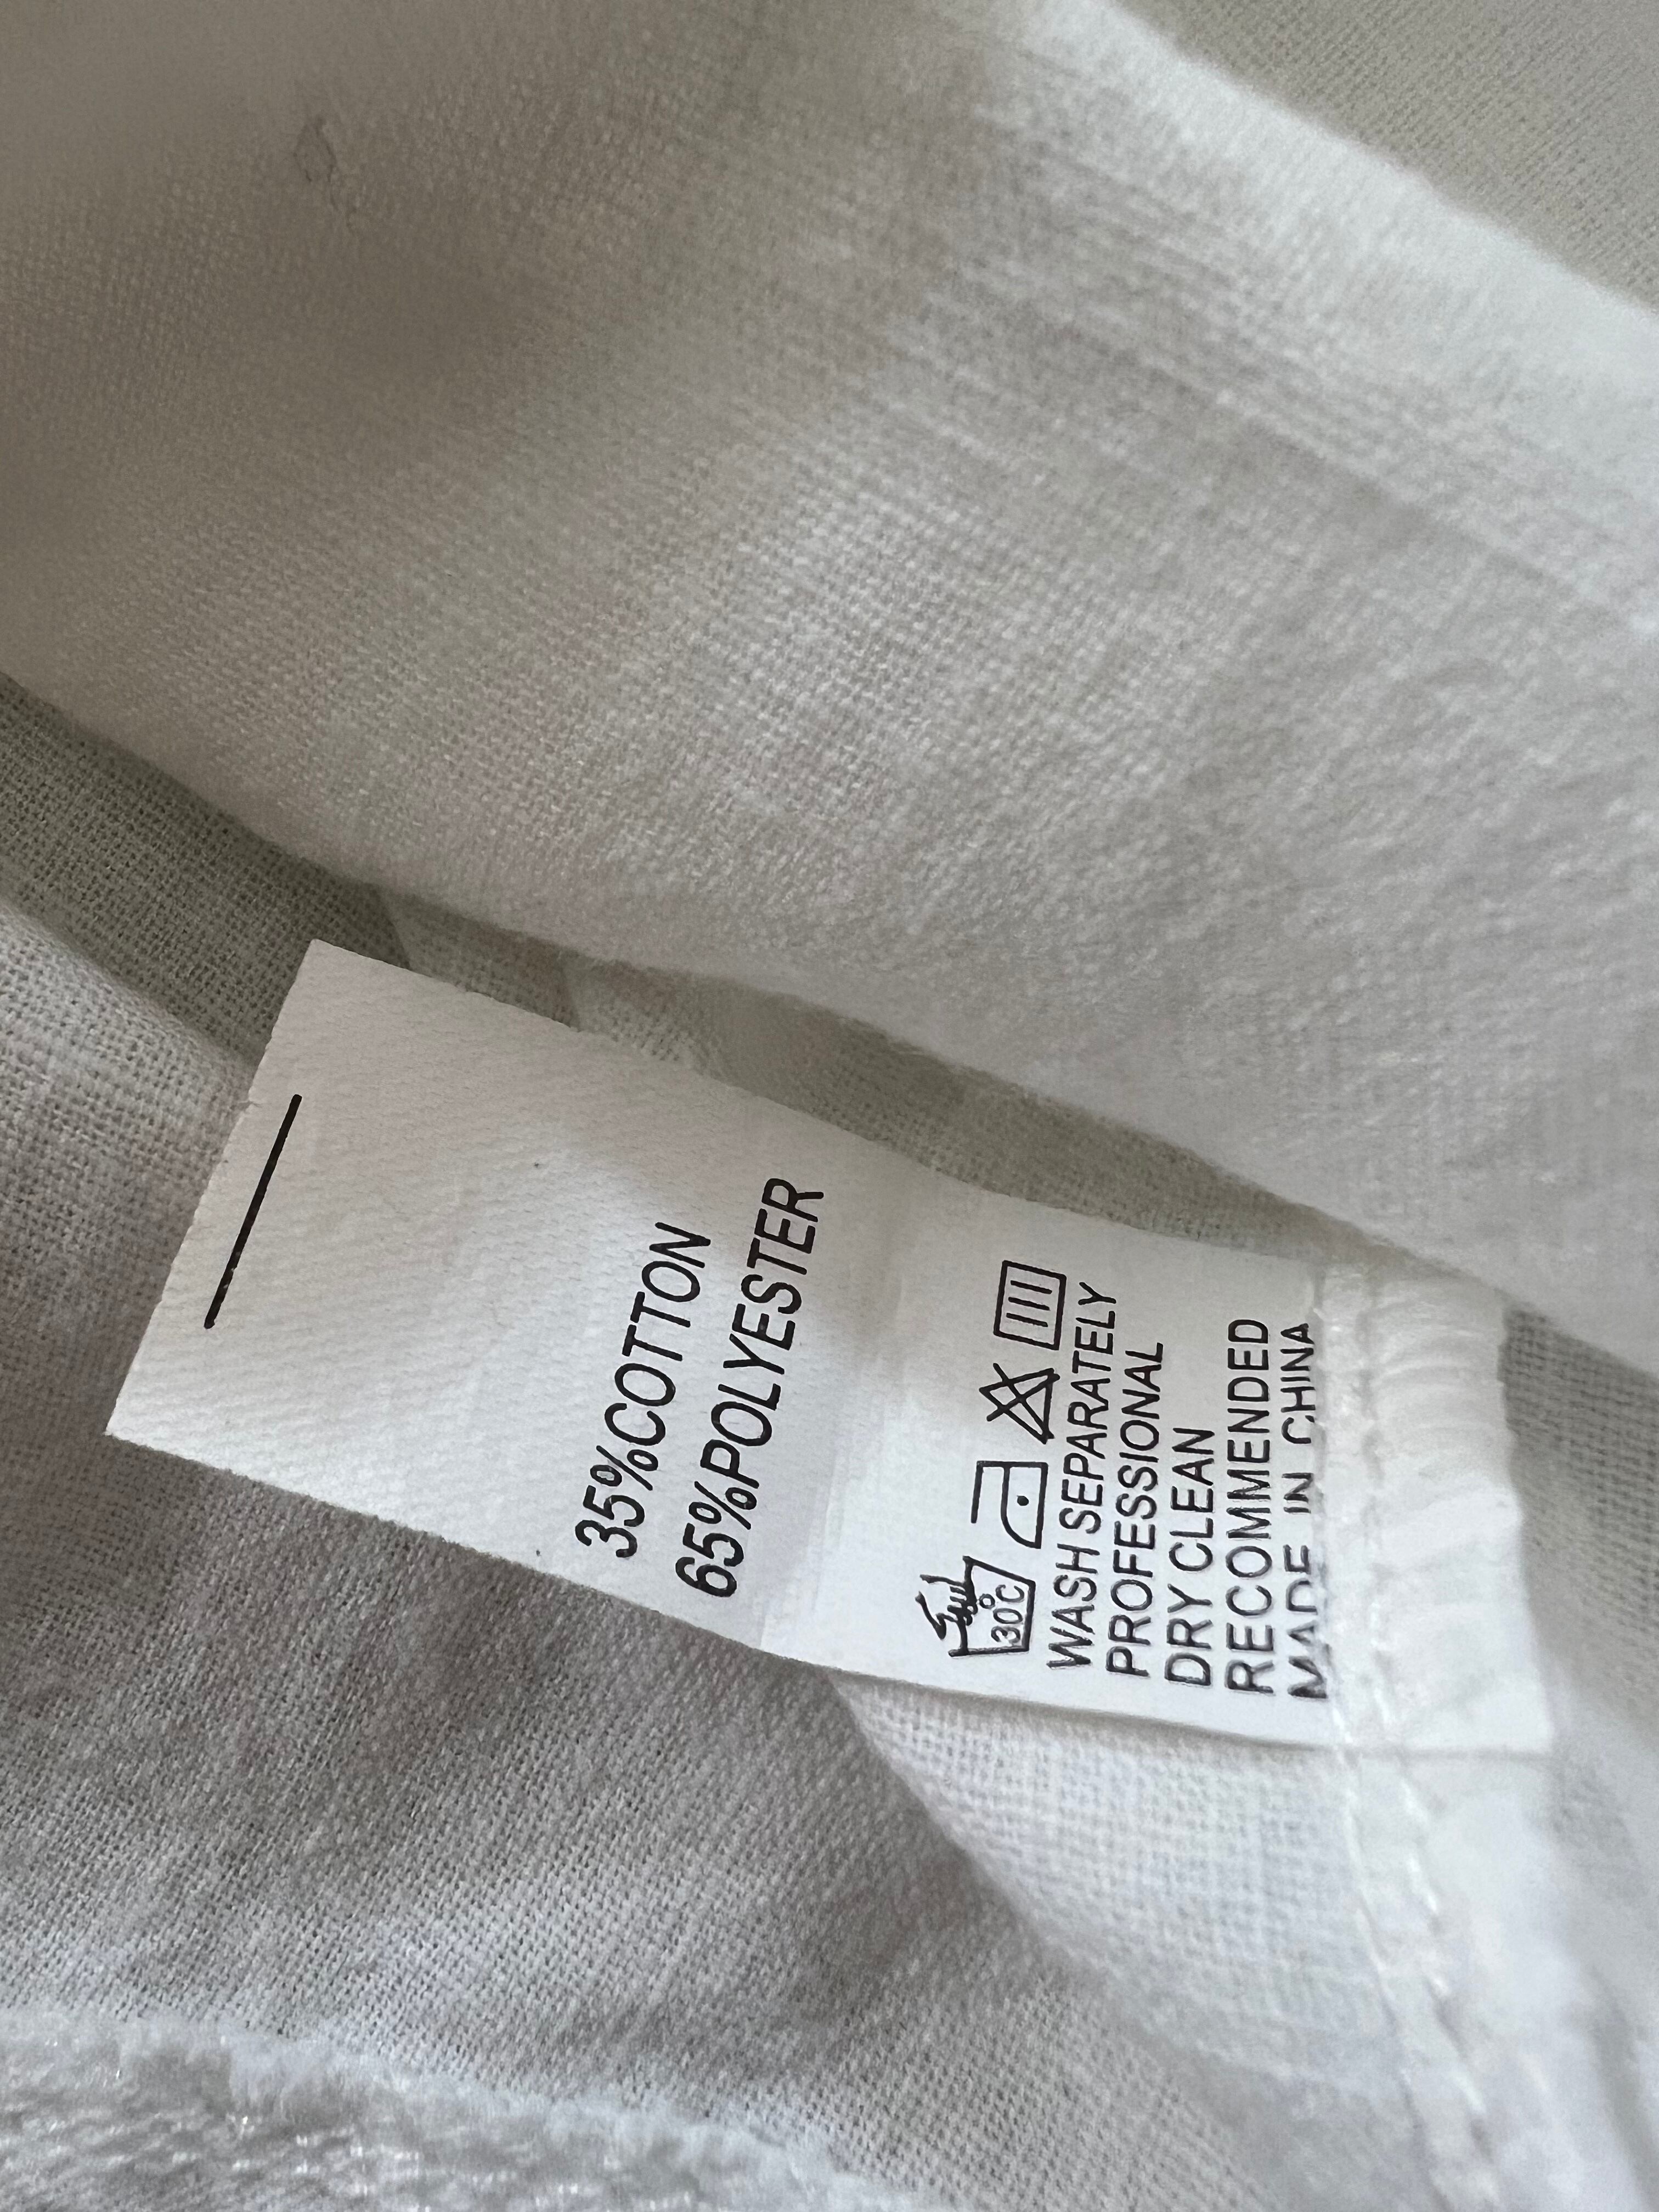 35%COTTON
65%POLYESTER
30°C
WASH SEPARATELY
PROFESSIONAL
DRY CLEAN
RECOMMENDED
MADE IN CHINA